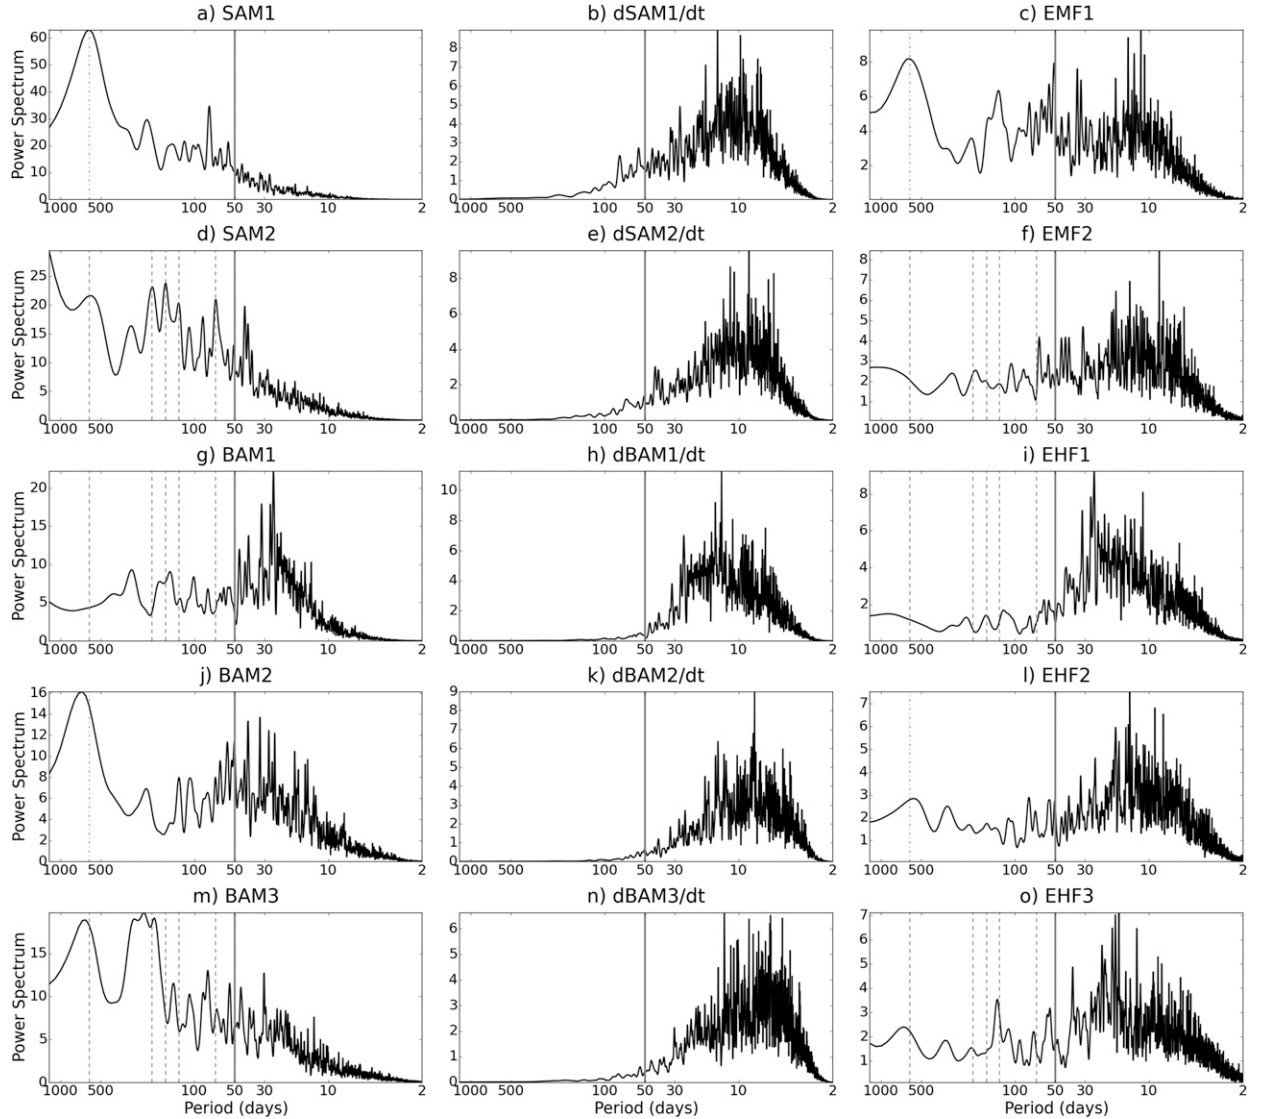 a) SAM1 b) dSAM1/dt c) EMF1
Power Spectrum
60 50 40 30 20 10 0
8 7 6 5 4 3 2 1 0
8 6 4 2
1000 500 100 50 30 10 2 1000 500 100 50 30 10 2 1000 500 100 50 30 10 2
d) SAM2 e) dSAM2/dt f) EMF2
Power Spectrum
25 20 15 10 5 0
8 6 4 2 0
8 7 6 5 4 3 2 1
1000 500 100 50 30 10 2 1000 500 100 50 30 10 2 1000 500 100 50 30 10 2
g) BAM1 h) dBAM1/dt i) EHF1
Power Spectrum
20 15 10 5 0
10 8 6 4 2 0
8 6 4 2
1000 500 100 50 30 10 2 1000 500 100 50 30 10 2 1000 500 100 50 30 10 2
j) BAM2 k) dBAM2/dt l) EHF2
Power Spectrum
16 14 12 10 8 6 4 2 0
9 8 7 6 5 4 3 2 1 0
7 6 5 4 3 2 1
1000 500 100 50 30 10 2 1000 500 100 50 30 10 2 1000 500 100 50 30 10 2
m) BAM3 n) dBAM3/dt o) EHF3
Power Spectrum
15 10 5 0
6 5 4 3 2 1 0
7 6 5 4 3 2 1
1000 500 100 50 30 10 2 1000 500 100 50 30 10 2 1000 500 100 50 30 10 2
Period (days) Period (days) Period (days)